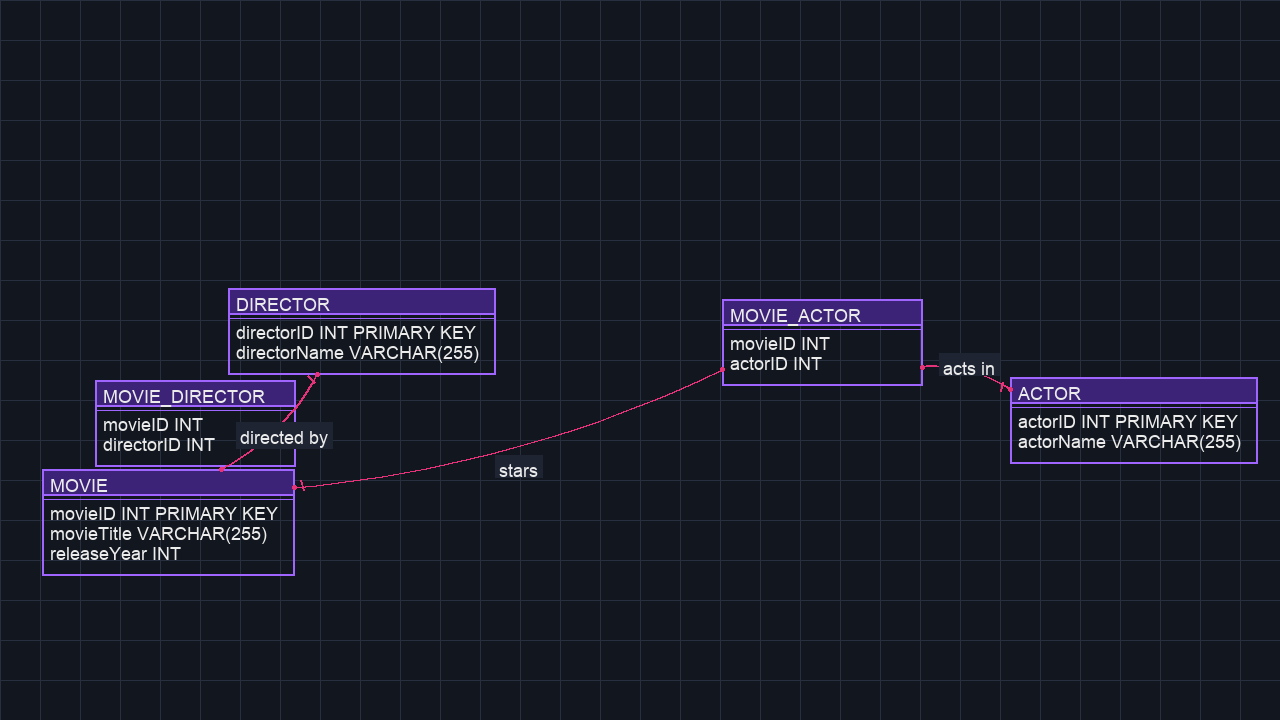 DIRECTOR
directorID INT PRIMARY KEY
directorName VARCHAR(255)
MOVIE_DIRECTOR
movieID INT
directorID INT
directed by
MOVIE
movieID INT PRIMARY KEY
movieTitle VARCHAR(255)
releaseYear INT
stars
MOVIE_ACTOR
movieID INT
actorID INT
acts in
ACTOR
actorID INT PRIMARY KEY
actorName VARCHAR(255)